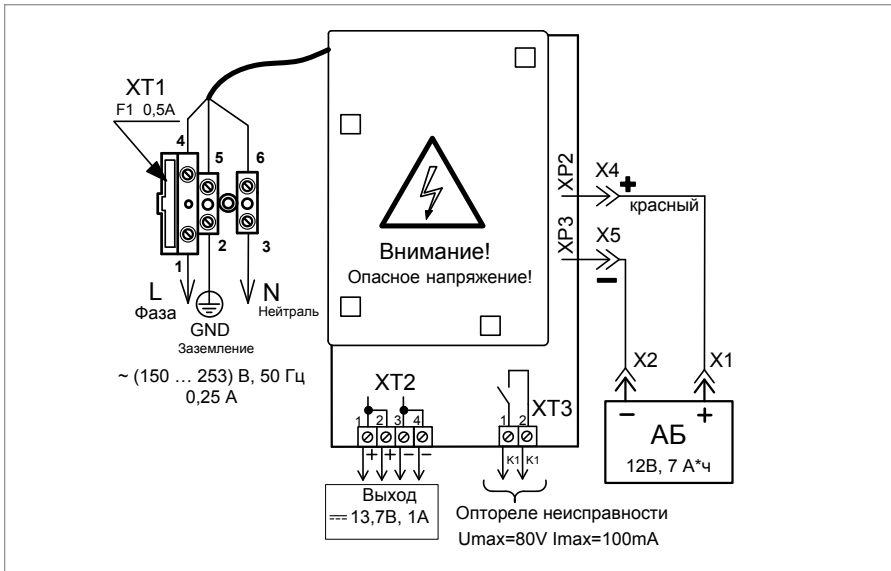 XT1
F1 0,5A
4
5
6
1
2
3
L
Фаза
GND
Заземление
N
Нейтраль
~ (150 ... 253) В, 50 Гц
0,25 А
Внимание!
Опасное напряжение!
XP2
XP3
X4
+
красный
X5
−
X2
X1
− +
АБ
12В, 7 А*ч
XT2
1 2 3 4
+ + − −
Выход
13,7В, 1А
XT3
1 2
K1 K1
Оптореле неисправности
Umax=80V Imax=100mA